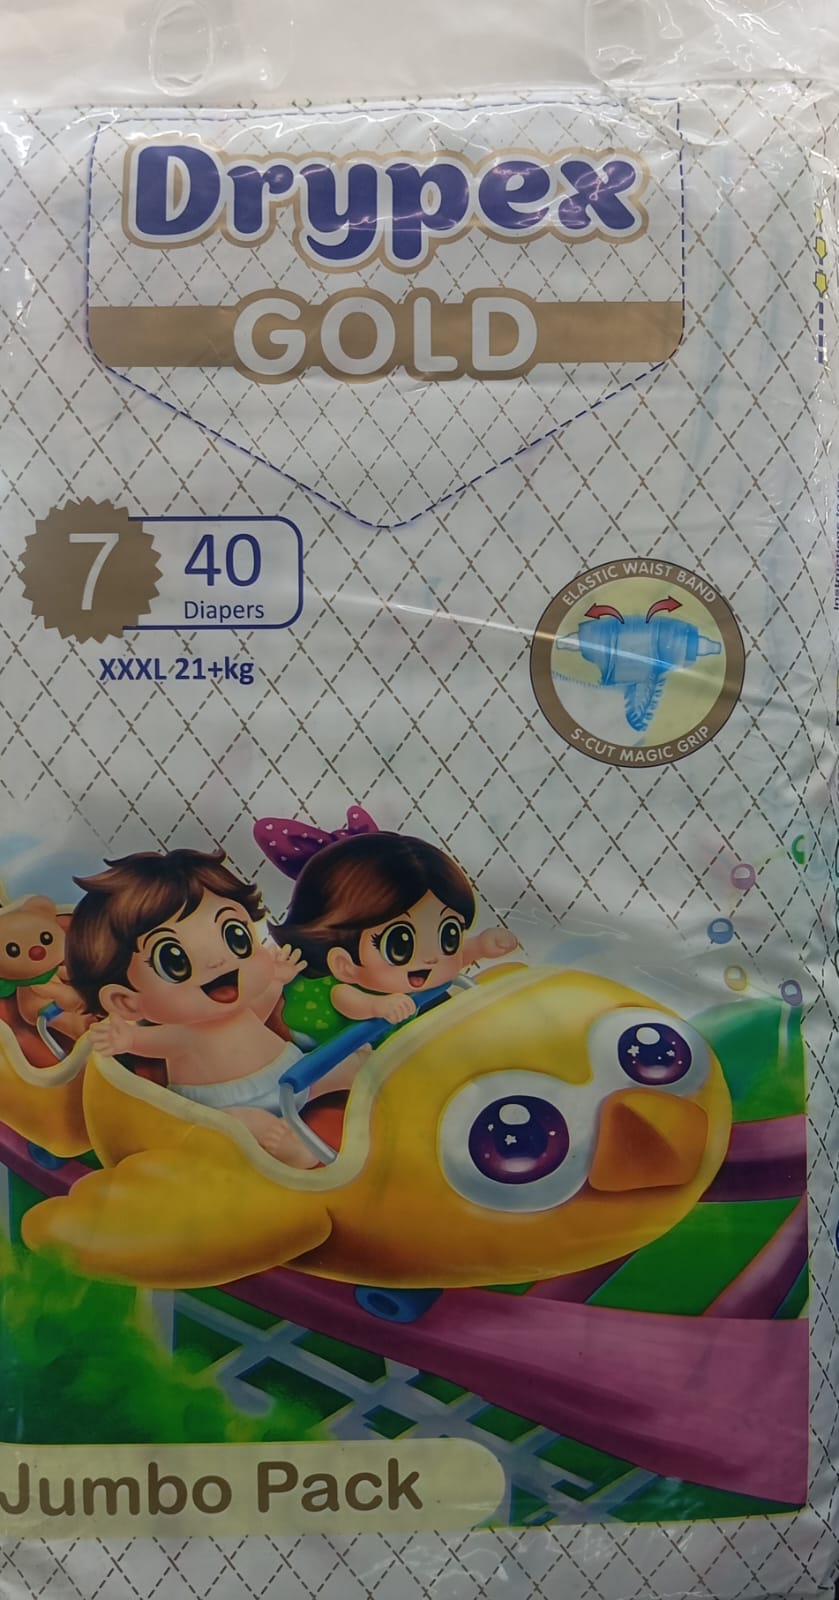 Drypex
GOLD
7
40
Diapers
XXXL 21+kg
ELASTIC WAIST BAND
S-CUT MAGIC GRIP
Jumbo Pack